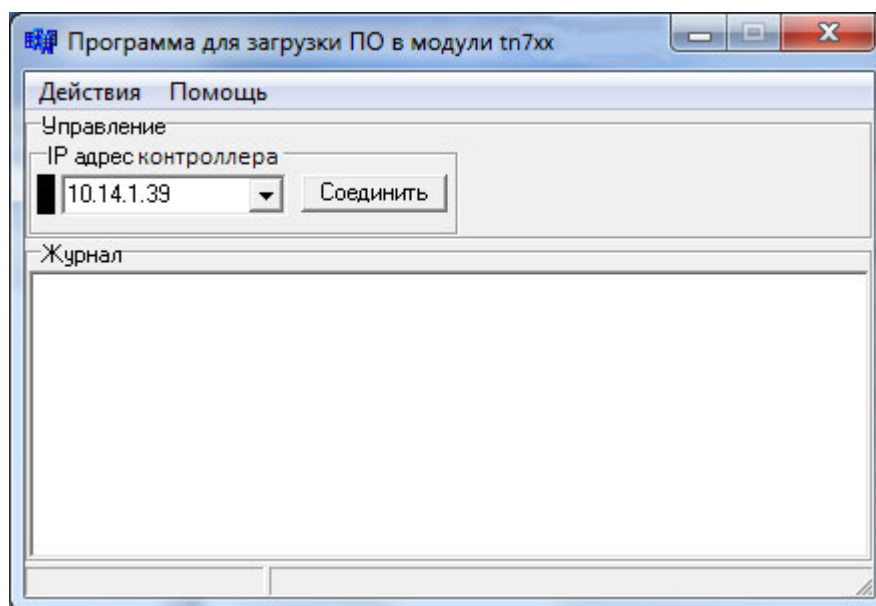 Программа для загрузки ПО в модули tn7xx
Действия Помощь
Управление
IP адрес контроллера
10.14.1.39 Соединить
Журнал